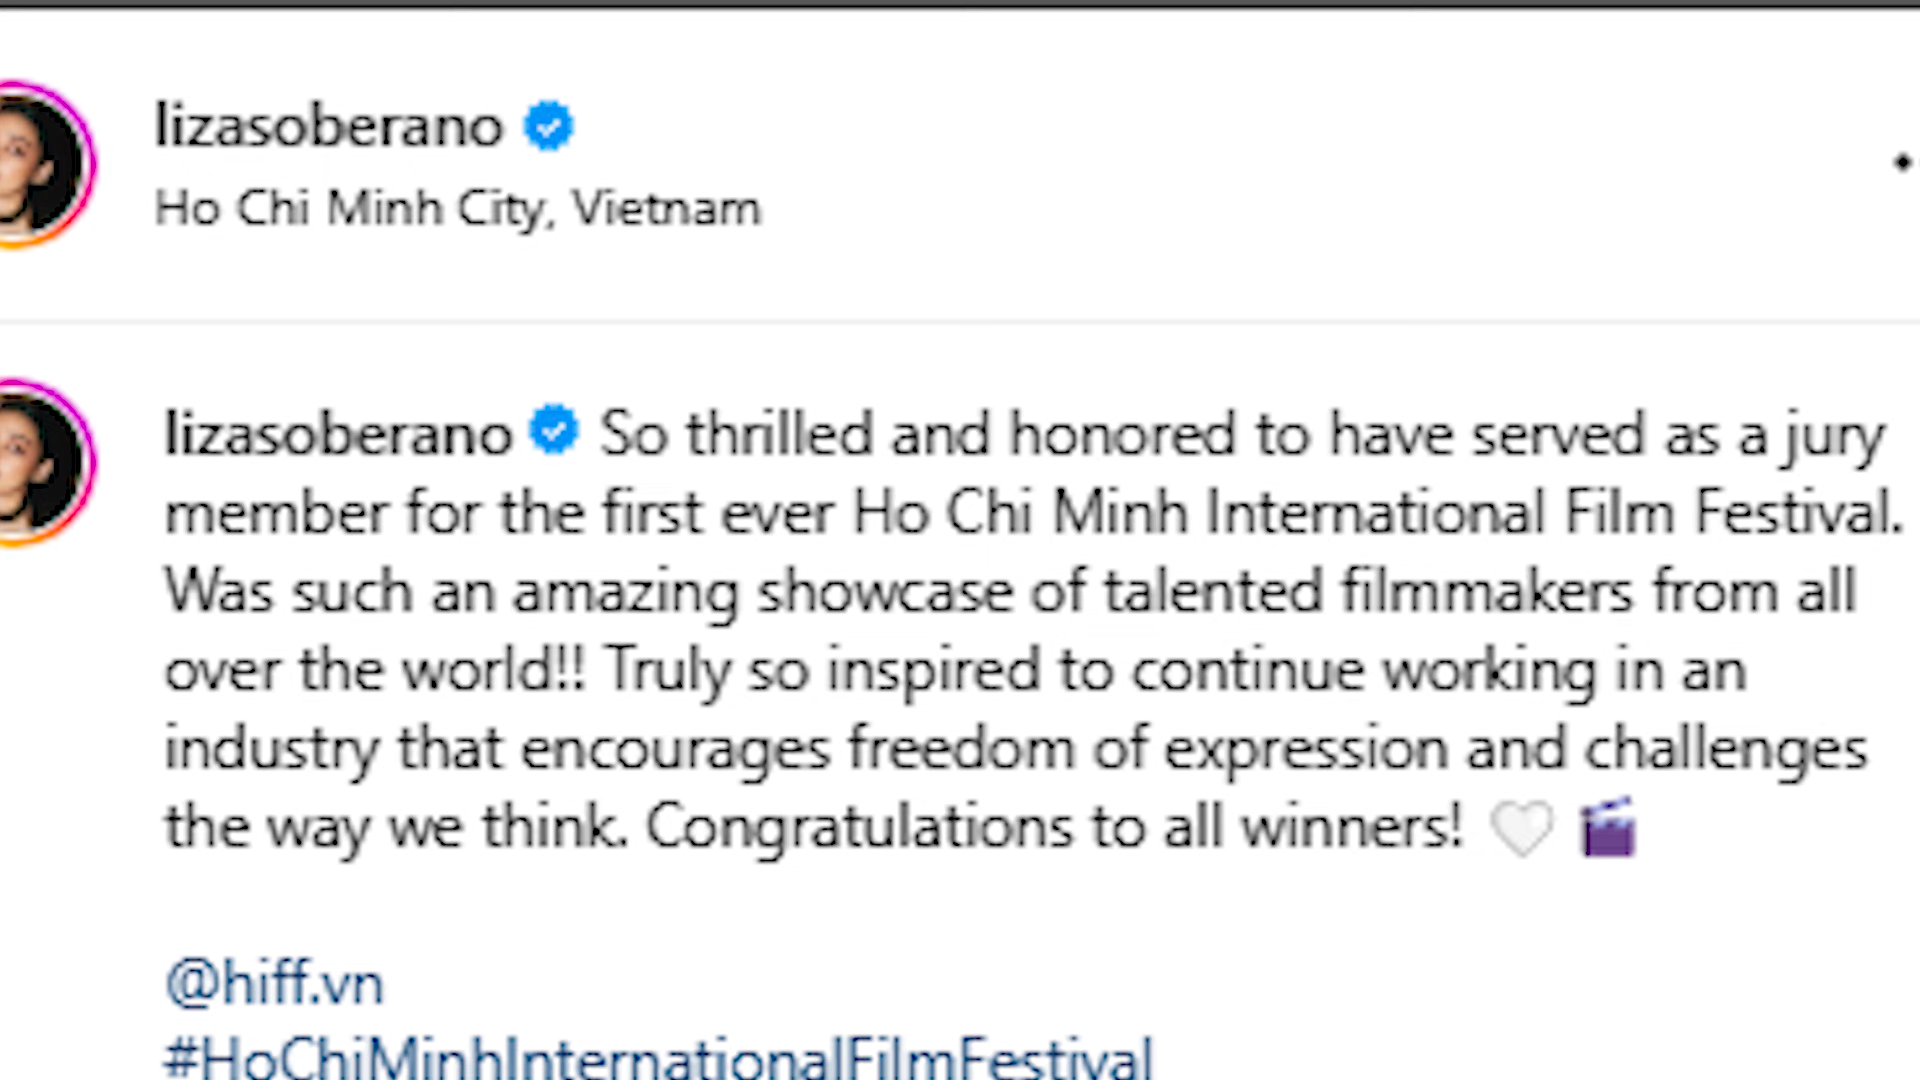 lizasoberano
Ho Chi Minh City, Vietnam
lizasoberano So thrilled and honored to have served as a jury
member for the first ever Ho Chi Minh International Film Festival.
Was such an amazing showcase of talented filmmakers from all
over the world!! Truly so inspired to continue working in an
industry that encourages freedom of expression and challenges
the way we think. Congratulations to all winners! 🤍 🎬
@hiff.vn
#HoChiMinhInternationalFilmFestival